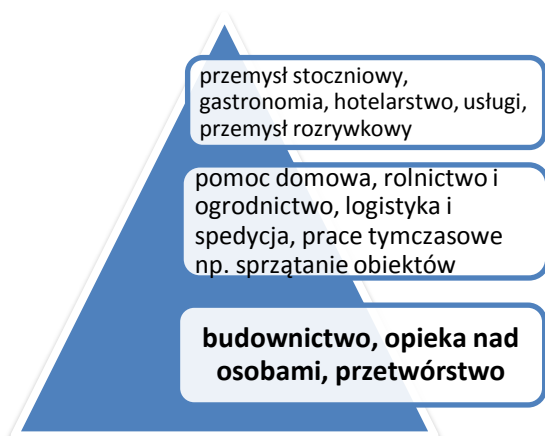 przemysł stoczniowy,
gastronomia, hotelarstwo, usługi,
przemysł rozrywkowy
pomoc domowa, rolnictwo i
ogrodnictwo, logistyka i
spedycja, prace tymczasowe
np. sprzątanie obiektów
budownictwo, opieka nad
osobami, przetwórstwo